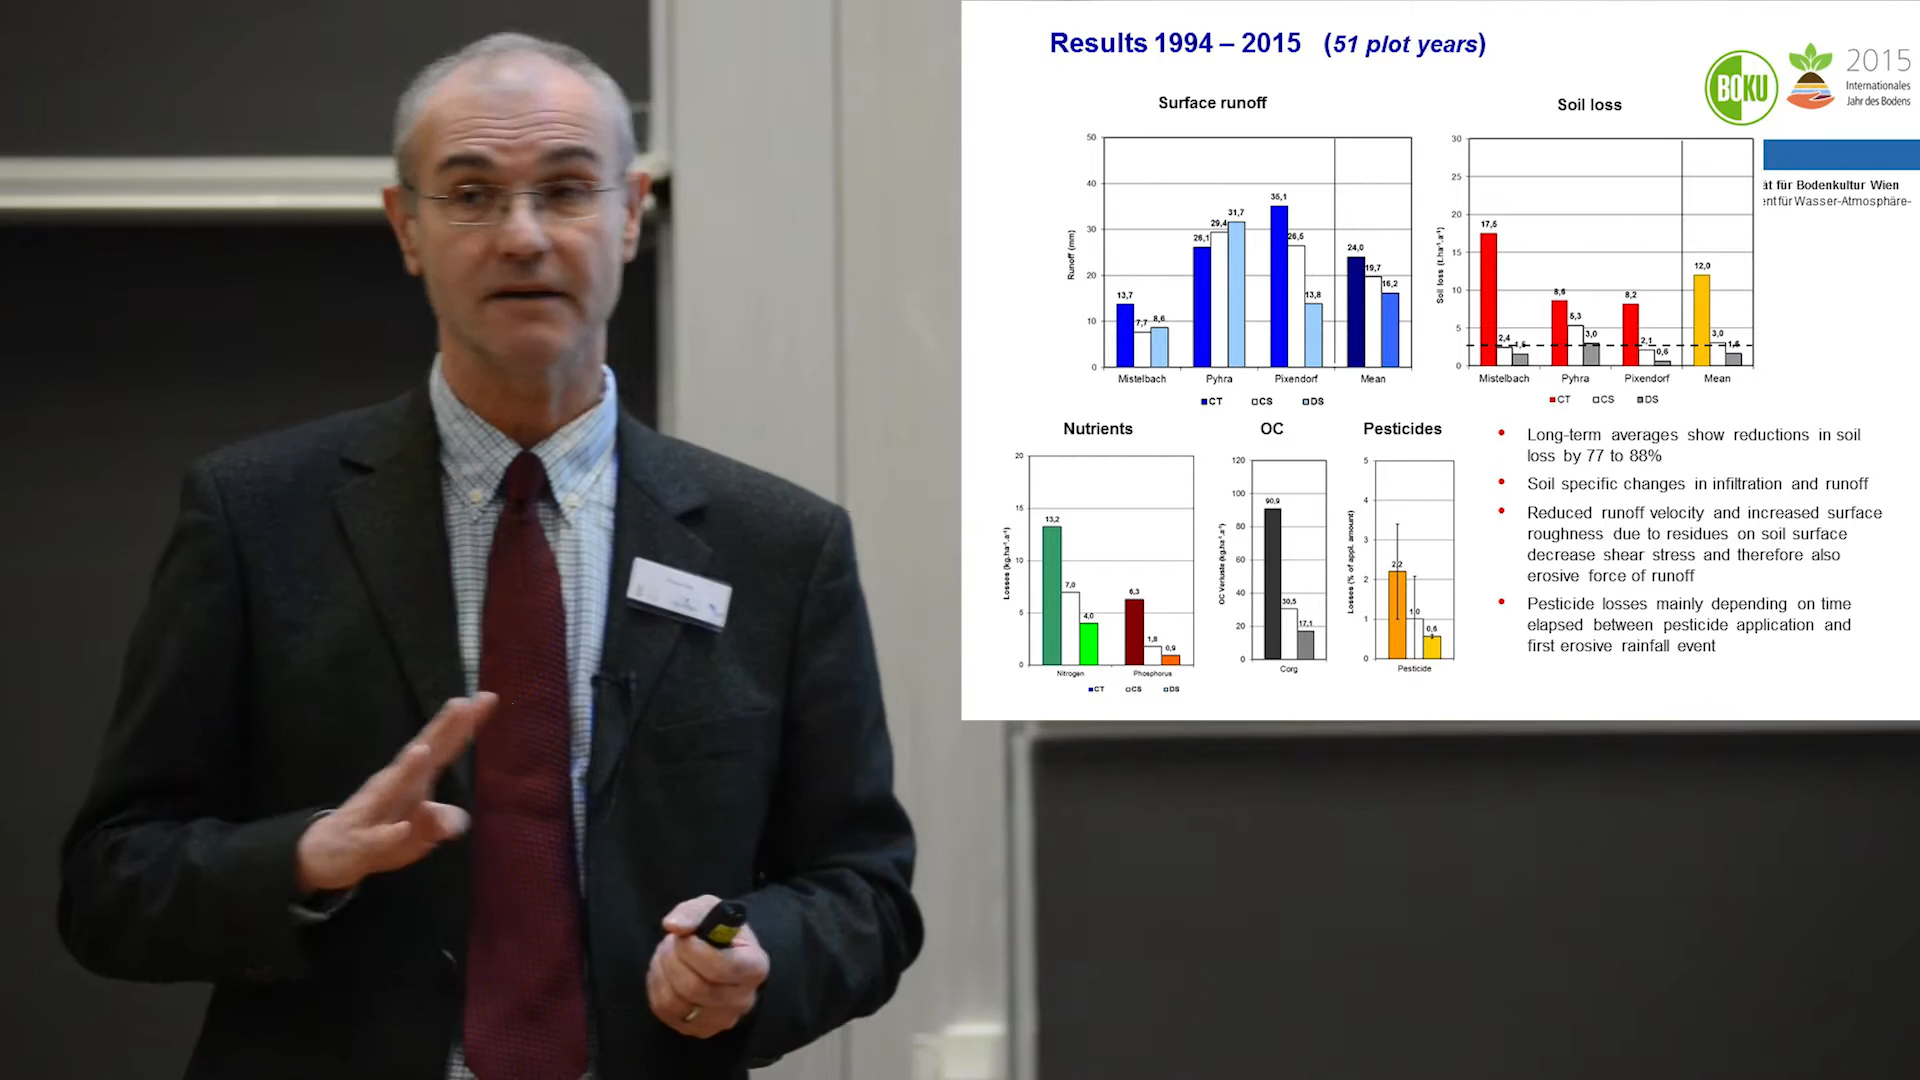 Results 1994 – 2015 (51 plot years)
BOKU
2015
Internationales
Jahr des Bodens
ät für Bodenkultur Wien
ent für Wasser-Atmosphäre-
Surface runoff
50
40
30
20
10
0
Runoff (mm)
13,7
7,7
8,6
26,1
29,4
31,7
35,1
26,5
13,8
24,0
19,7
16,2
Mistelbach Pyhra Pixendorf Mean
CT CS DS
Soil loss
30
25
20
15
10
5
0
Soil loss (t.ha⁻¹.a⁻¹)
17,5
2,4
1,6
8,6
5,3
3,0
8,2
2,1
0,6
12,0
3,0
1,6
Mistelbach Pyhra Pixendorf Mean
CT CS DS
Nutrients
20
15
10
5
0
Losses (kg.ha⁻¹.a⁻¹)
13,2
7,0
4,0
6,3
1,8
0,9
Nitrogen Phosphorus
CT CS DS
OC
120
100
80
60
40
20
0
OC Verluste (kg.ha⁻¹.a⁻¹)
90,9
30,5
17,1
Corg
Pesticides
5
4
3
2
1
0
Losses (% of appl. amount)
2,2
1,0
0,6
Pesticide
• Long-term averages show reductions in soil
loss by 77 to 88%
• Soil specific changes in infiltration and runoff
• Reduced runoff velocity and increased surface
roughness due to residues on soil surface
decrease shear stress and therefore also
erosive force of runoff
• Pesticide losses mainly depending on time
elapsed between pesticide application and
first erosive rainfall event